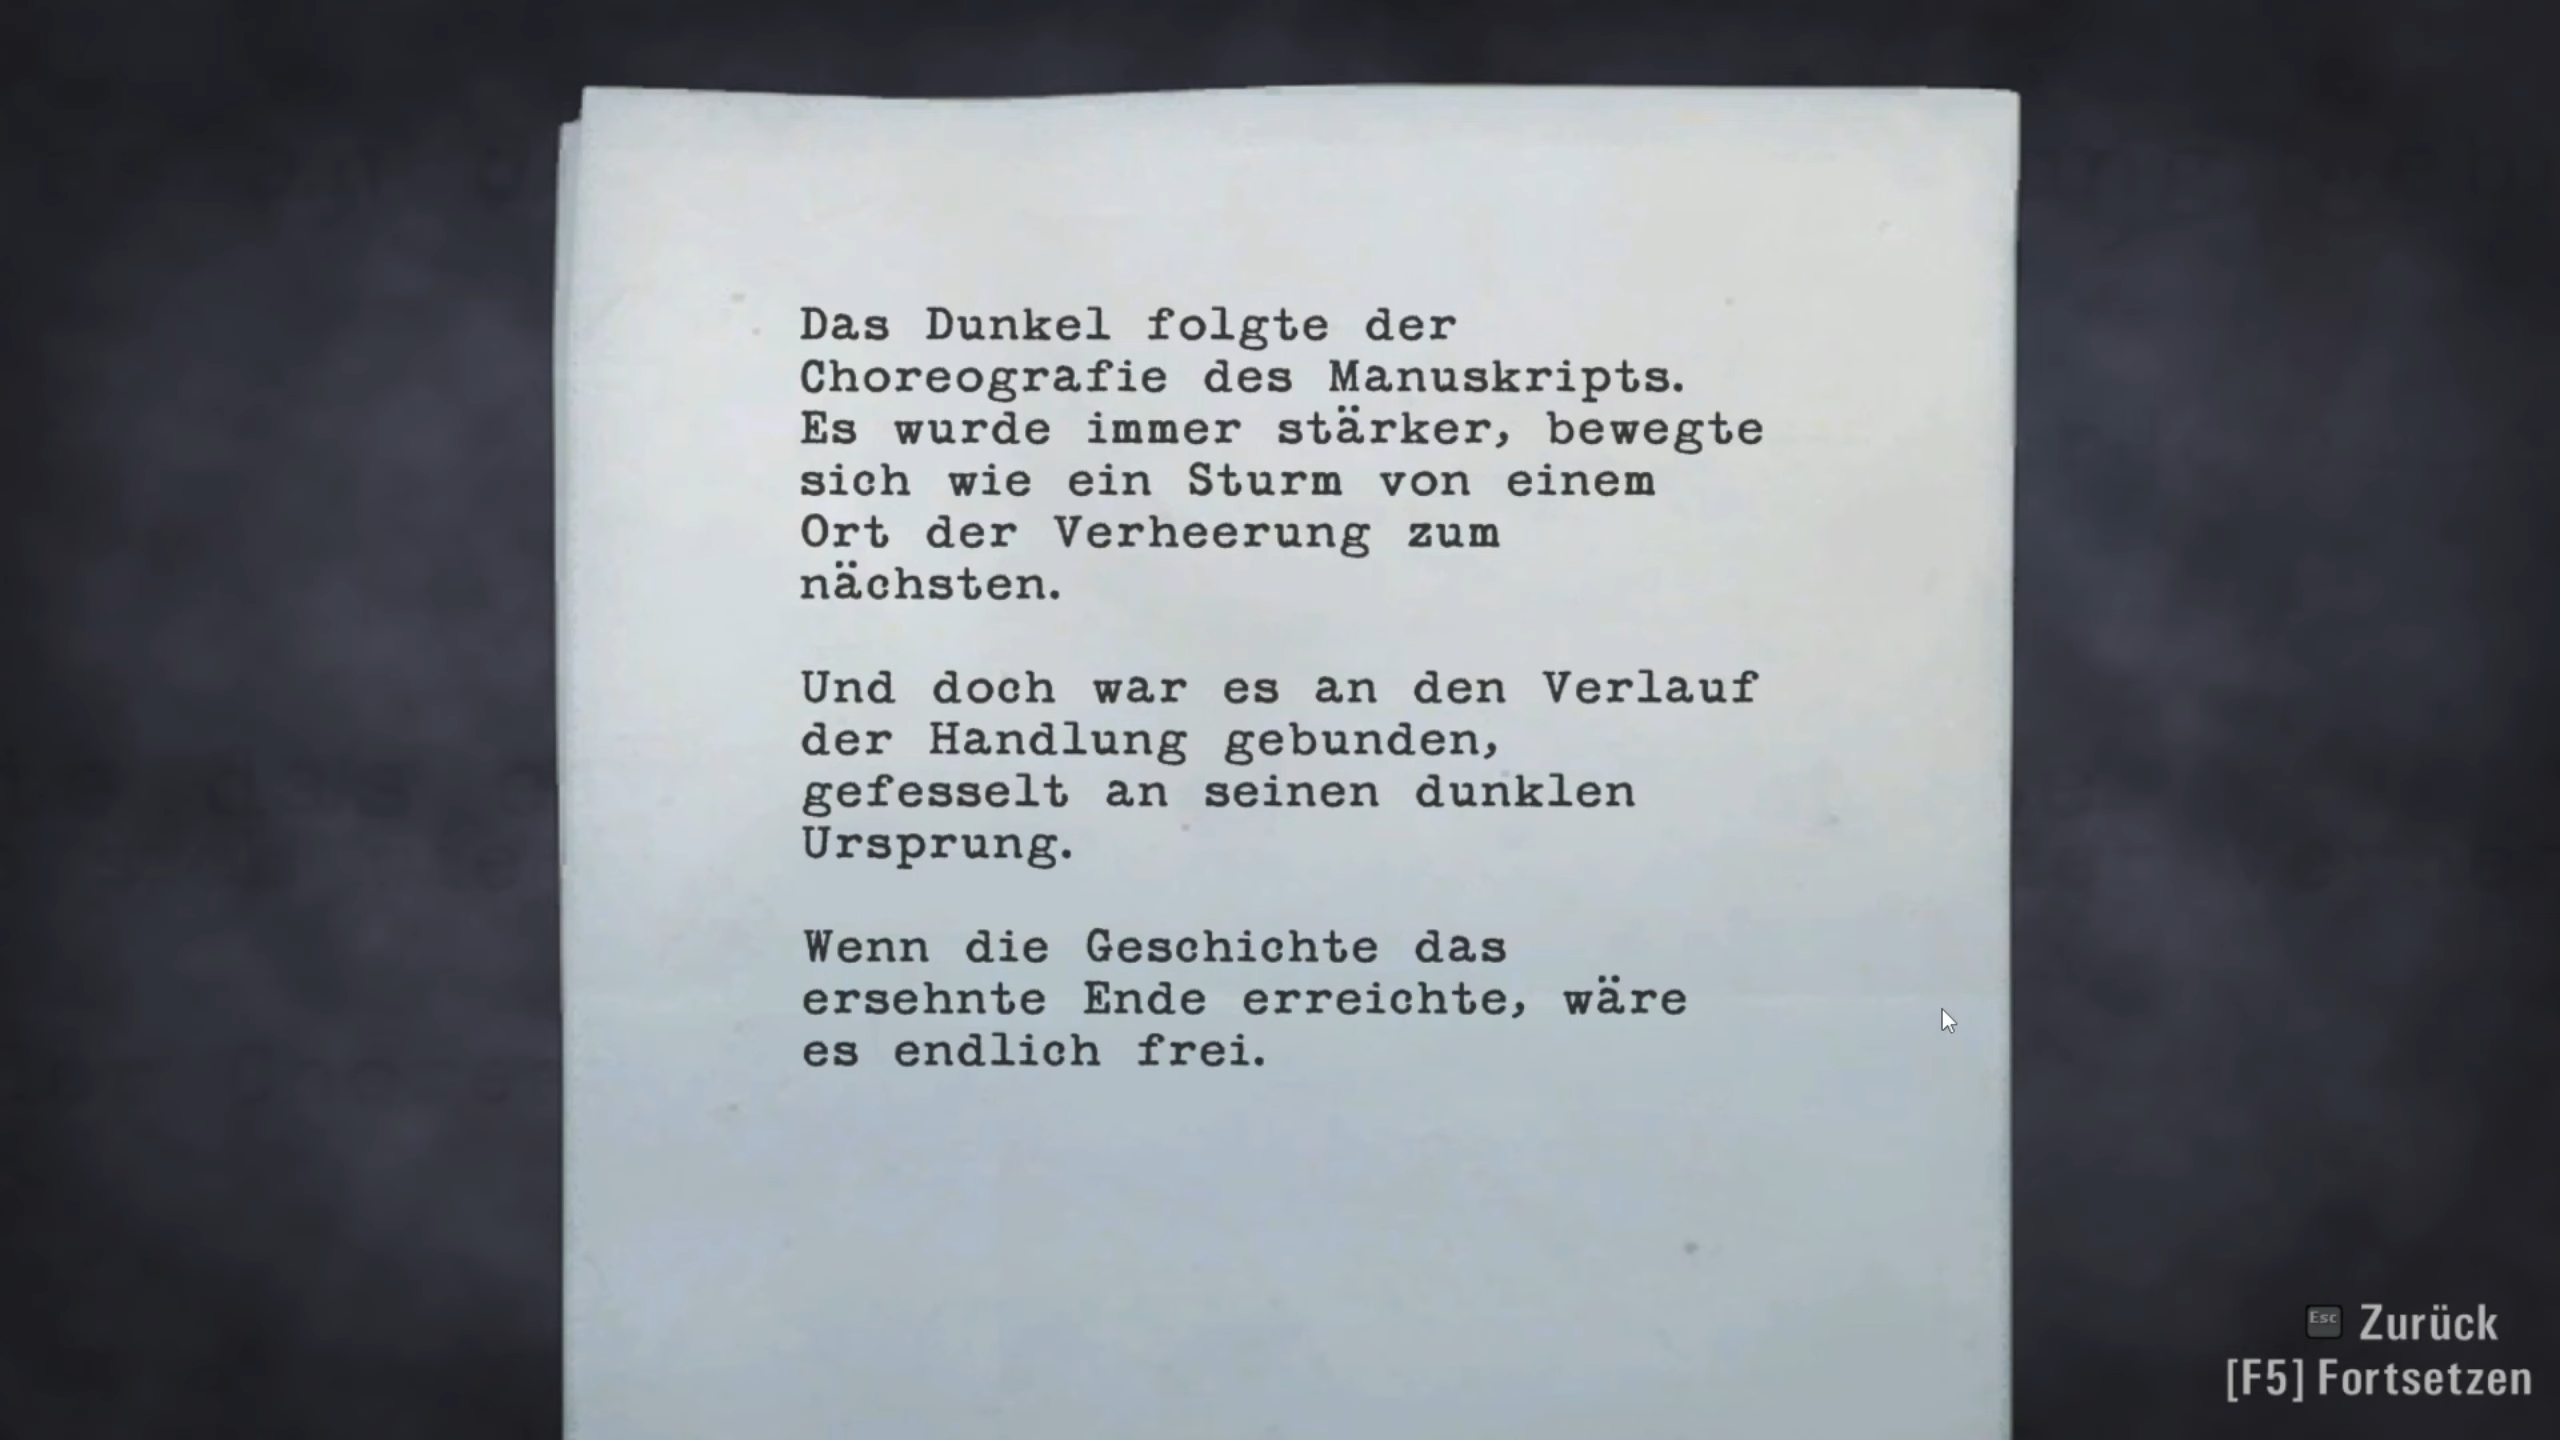 Das Dunkel folgte der
Choreografie des Manuskripts.
Es wurde immer stärker, bewegte
sich wie ein Sturm von einem
Ort der Verheerung zum
nächsten.
Und doch war es an den Verlauf
der Handlung gebunden,
gefesselt an seinen dunklen
Ursprung.
Wenn die Geschichte das
ersehnte Ende erreichte, wäre
es endlich frei.
Esc Zurück
[F5] Fortsetzen